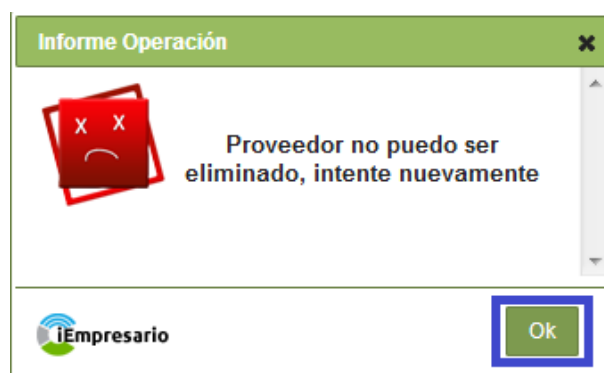 Informe Operación
Proveedor no puedo ser
eliminado, intente nuevamente
iEmpresario
Ok